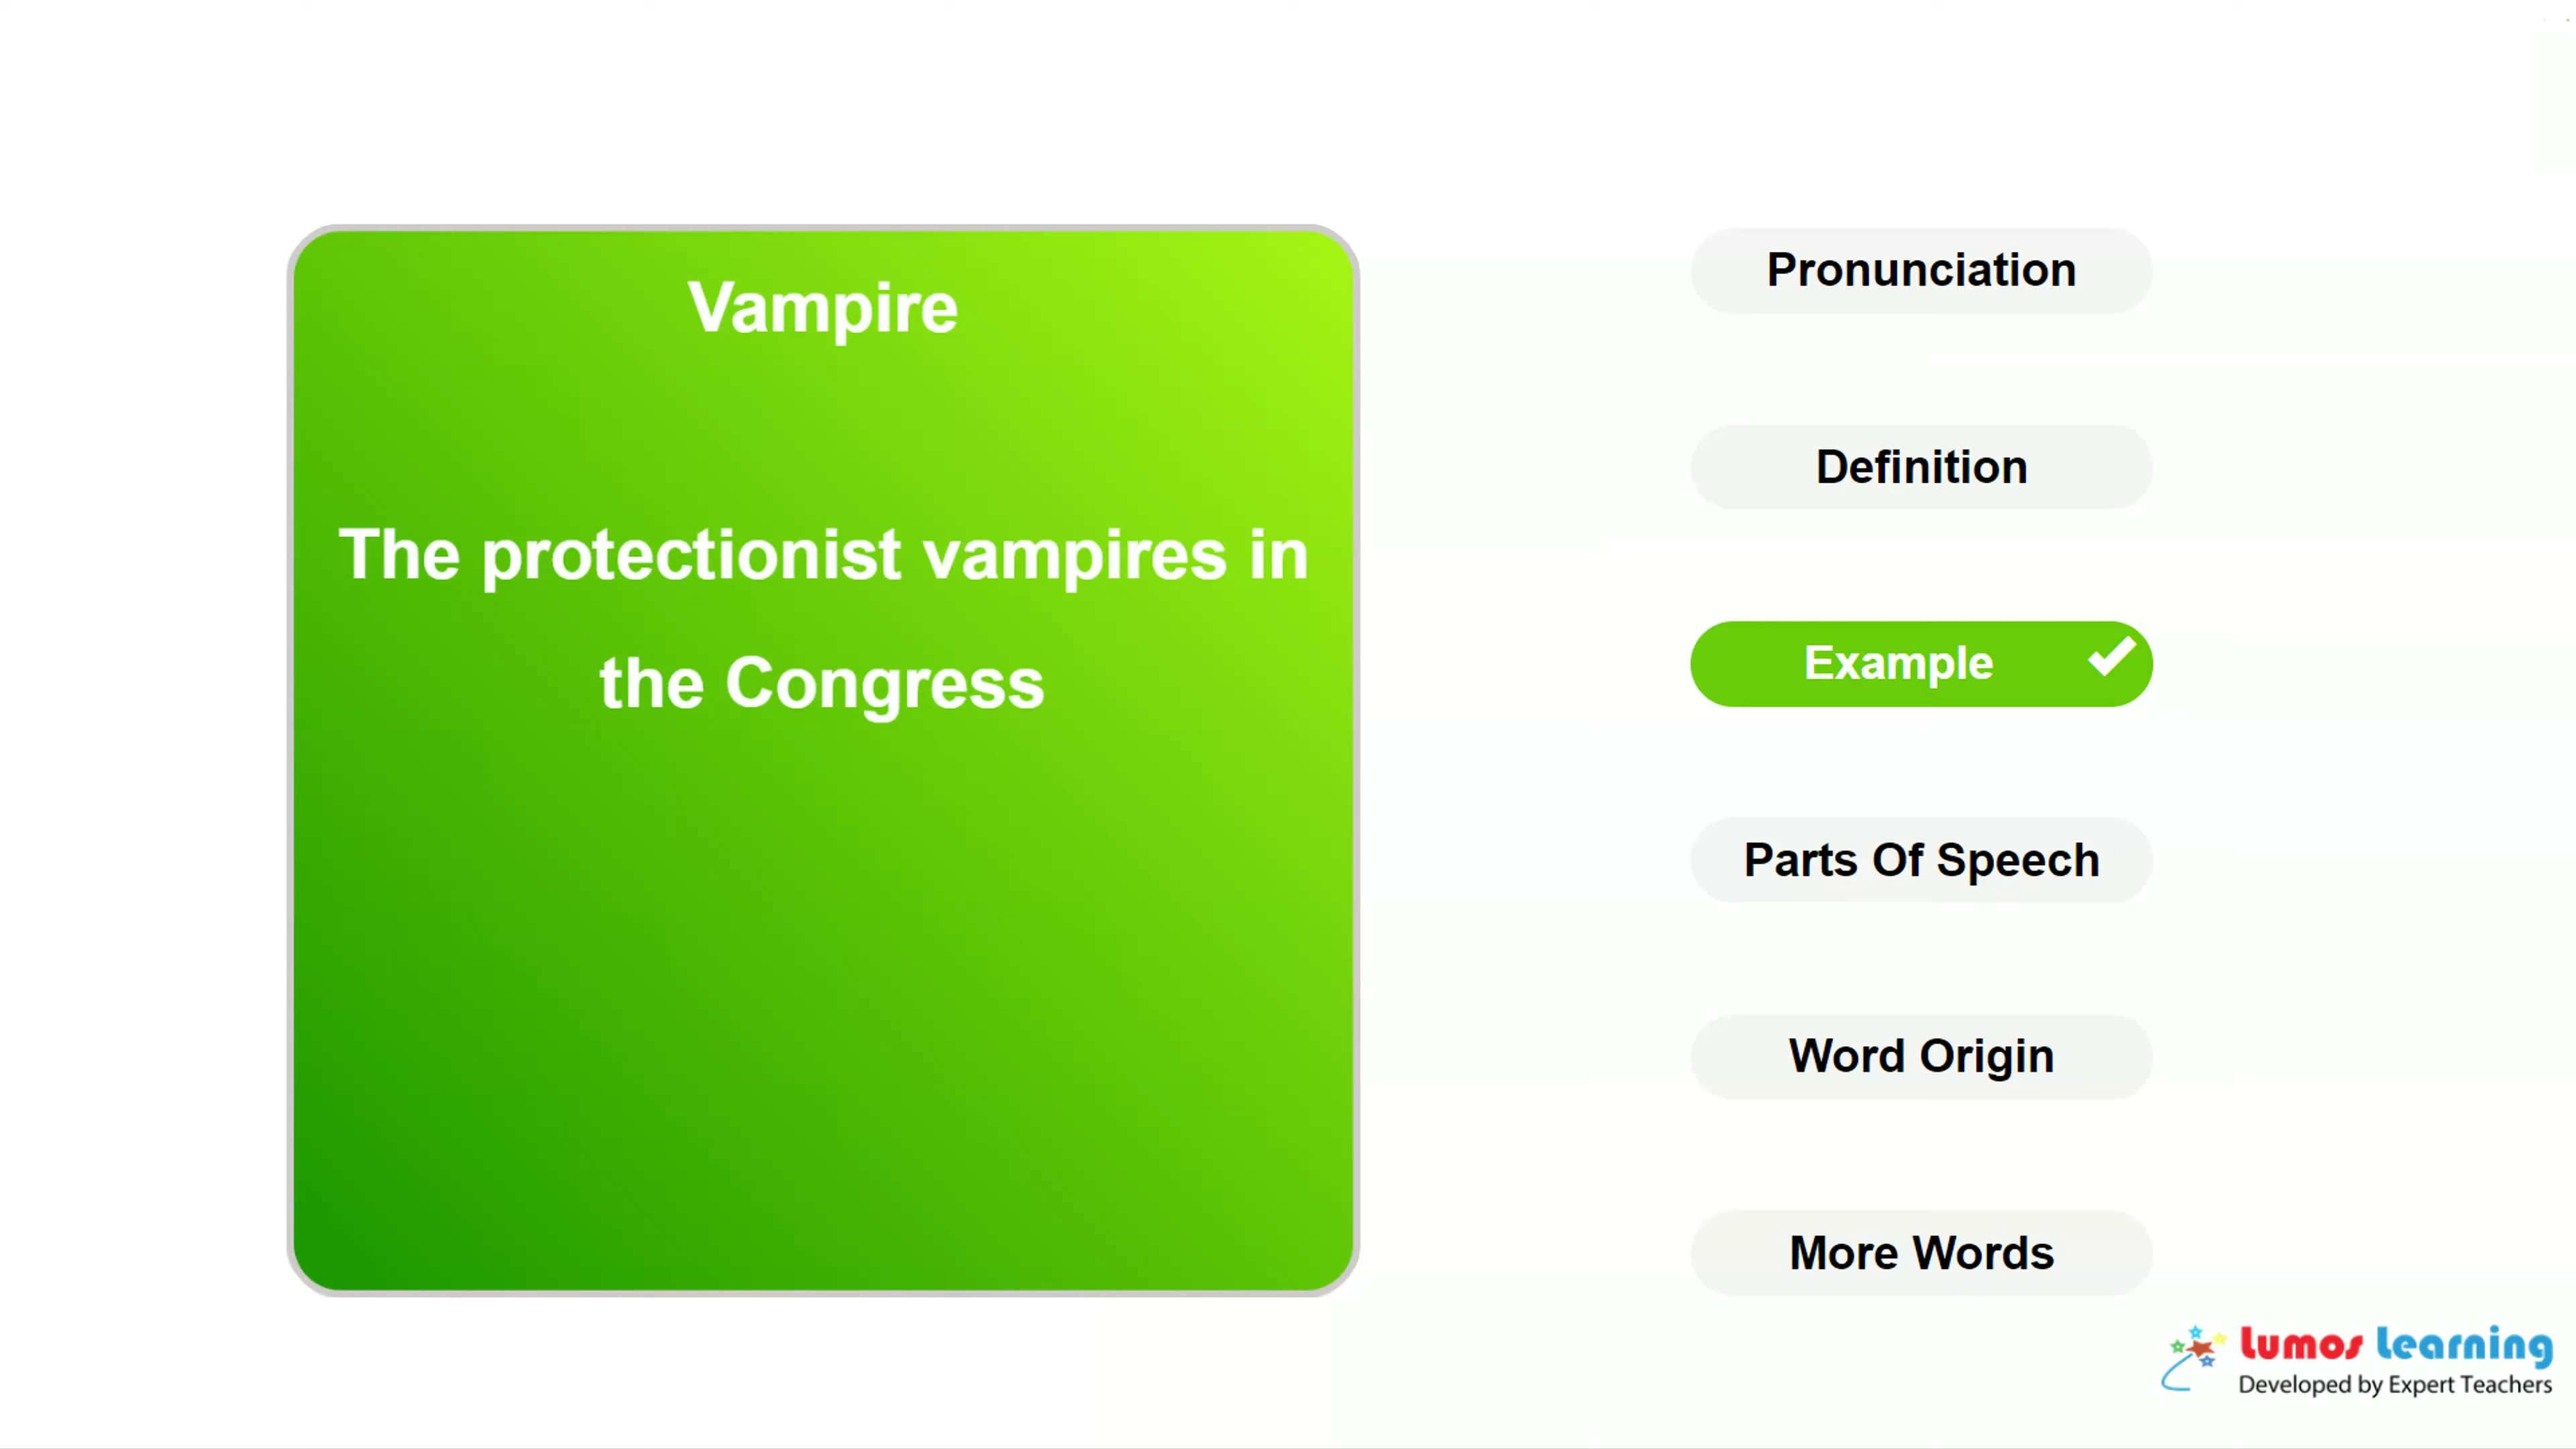 Vampire
The protectionist vampires in
the Congress
Pronunciation
Definition
Example
Parts Of Speech
Word Origin
More Words
Lumos Learning
Developed by Expert Teachers